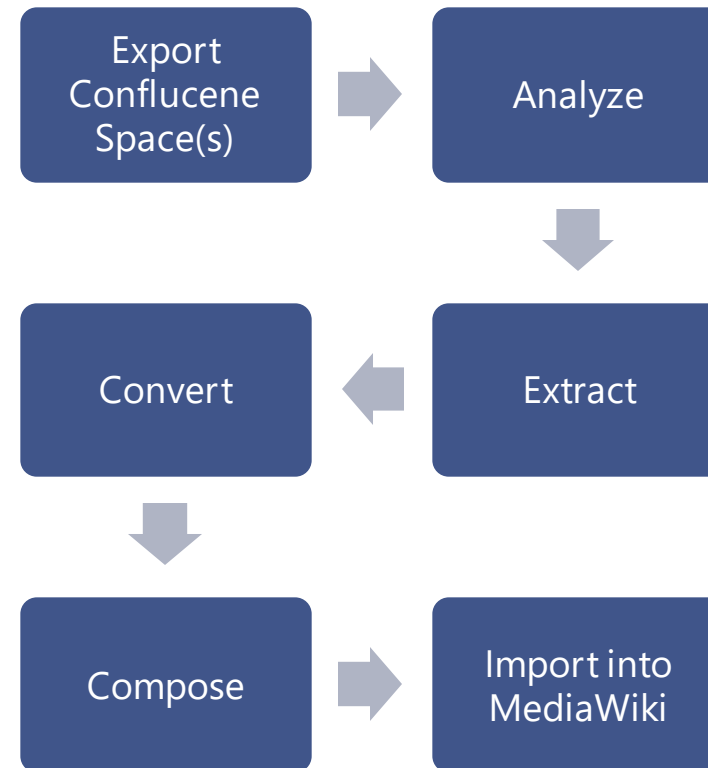 Export
Conflucene
Space(s)
Analyze
Extract
Convert
Compose
Import into
MediaWiki